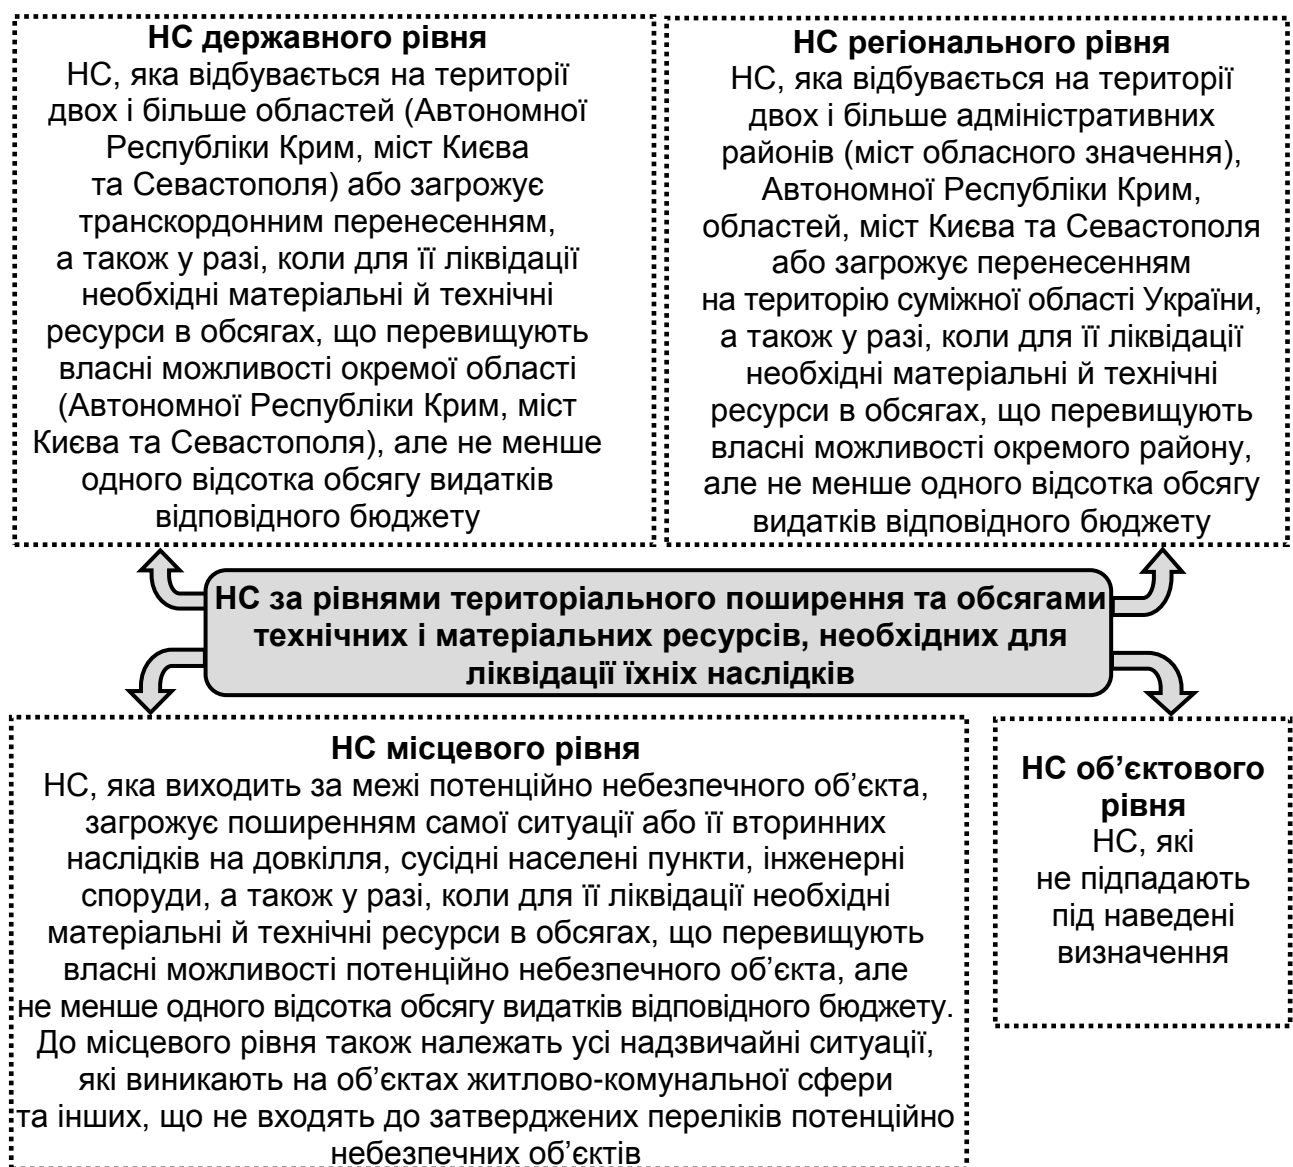 НС державного рівня
НС, яка відбувається на території
двох і більше областей (Автономної
Республіки Крим, міст Києва
та Севастополя) або загрожує
транскордонним перенесенням,
а також у разі, коли для її ліквідації
необхідні матеріальні й технічні
ресурси в обсягах, що перевищують
власні можливості окремої області
(Автономної Республіки Крим, міст
Києва та Севастополя), але не менше
одного відсотка обсягу видатків
відповідного бюджету
НС регіонального рівня
НС, яка відбувається на території
двох і більше адміністративних
районів (міст обласного значення),
Автономної Республіки Крим,
областей, міст Києва та Севастополя
або загрожує перенесенням
на територію суміжної області України,
а також у разі, коли для її ліквідації
необхідні матеріальні й технічні
ресурси в обсягах, що перевищують
власні можливості окремого району,
але не менше одного відсотка обсягу
видатків відповідного бюджету
НС за рівнями територіального поширення та обсягами
технічних і матеріальних ресурсів, необхідних для
ліквідації їхніх наслідків
НС місцевого рівня
НС, яка виходить за межі потенційно небезпечного об’єкта,
загрожує поширенням самої ситуації або її вторинних
наслідків на довкілля, сусідні населені пункти, інженерні
споруди, а також у разі, коли для її ліквідації необхідні
матеріальні й технічні ресурси в обсягах, що перевищують
власні можливості потенційно небезпечного об’єкта, але
не менше одного відсотка обсягу видатків відповідного бюджету.
До місцевого рівня також належать усі надзвичайні ситуації,
які виникають на об’єктах житлово-комунальної сфери
та інших, що не входять до затверджених переліків потенційно
небезпечних об’єктів
НС об’єктового
рівня
НС, які
не підпадають
під наведені
визначення